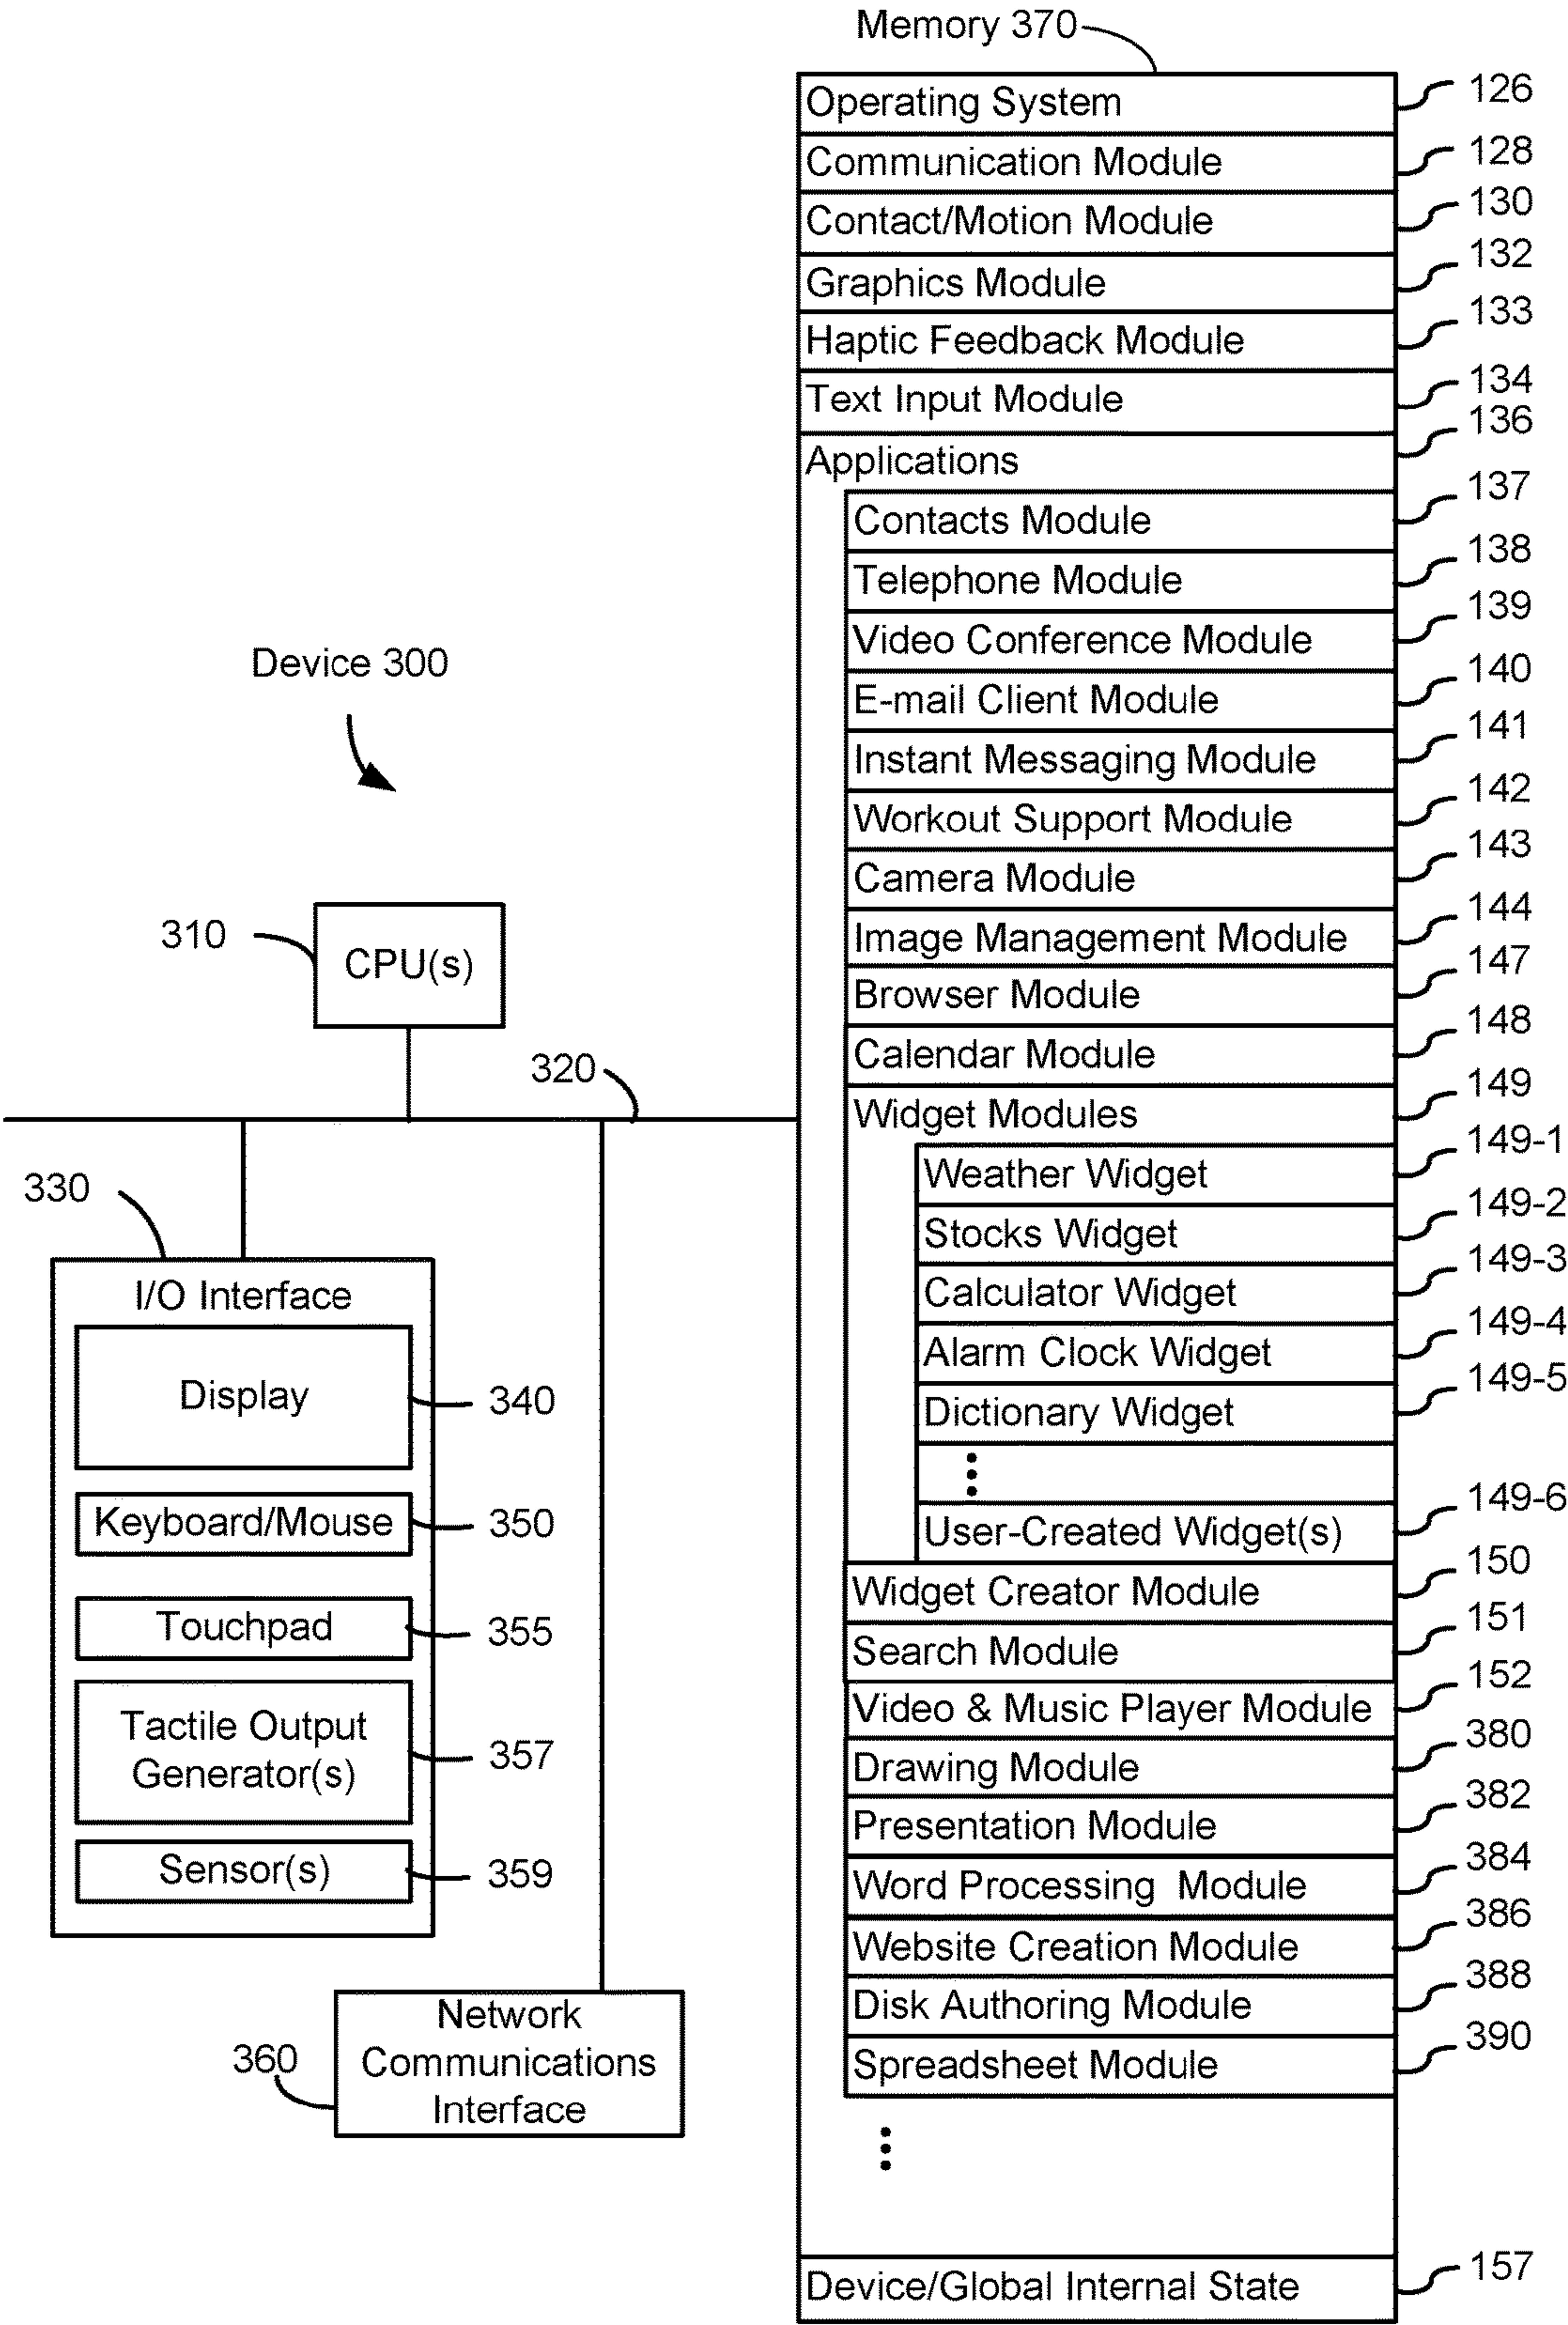 Memory 370
Operating System 126
Communication Module 128
Contact/Motion Module 130
Graphics Module 132
Haptic Feedback Module 133
Text Input Module 134
Applications 136
Contacts Module 137
Telephone Module 138
Video Conference Module 139
E-mail Client Module 140
Instant Messaging Module 141
Workout Support Module 142
Camera Module 143
Image Management Module 144
Browser Module 147
Calendar Module 148
Widget Modules 149
Weather Widget 149-1
Stocks Widget 149-2
Calculator Widget 149-3
Alarm Clock Widget 149-4
Dictionary Widget 149-5
User-Created Widget(s) 149-6
Widget Creator Module 150
Search Module 151
Video & Music Player Module 152
Drawing Module 380
Presentation Module 382
Word Processing Module 384
Website Creation Module 386
Disk Authoring Module 388
Spreadsheet Module 390
Device/Global Internal State 157
Device 300
310
CPU(s)
320
330
I/O Interface
Display 340
Keyboard/Mouse 350
Touchpad 355
Tactile Output
Generator(s) 357
Sensor(s) 359
360
Network
Communications
Interface